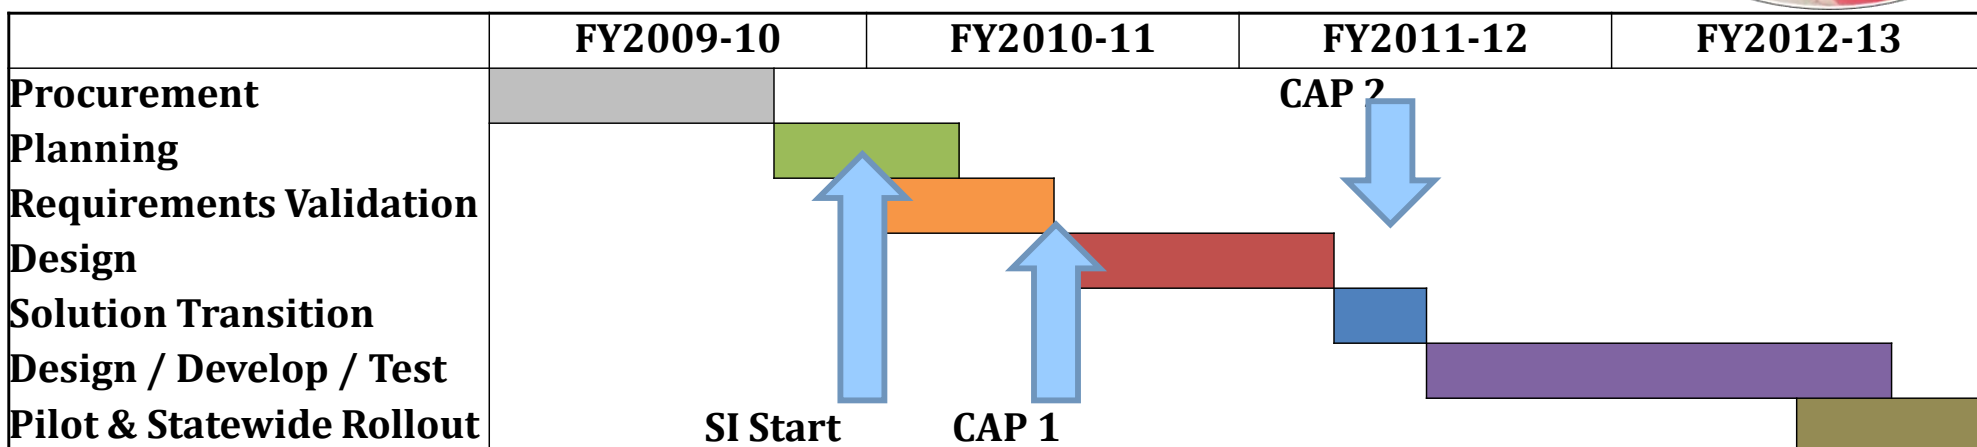 FY2009-10 FY2010-11 FY2011-12 FY2012-13
Procurement CAP 2
Planning
Requirements Validation
Design
Solution Transition
Design / Develop / Test
Pilot & Statewide Rollout SI Start CAP 1